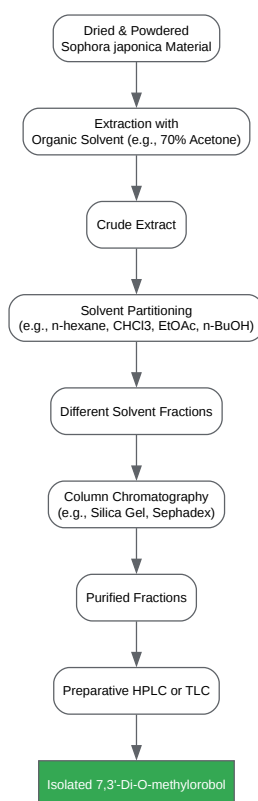 Dried & Powdered
Sophora japonica Material
Extraction with
Organic Solvent (e.g., 70% Acetone)
Crude Extract
Solvent Partitioning
(e.g., n-hexane, CHCl3, EtOAc, n-BuOH)
Different Solvent Fractions
Column Chromatography
(e.g., Silica Gel, Sephadex)
Purified Fractions
Preparative HPLC or TLC
Isolated 7,3'-Di-O-methylorobol